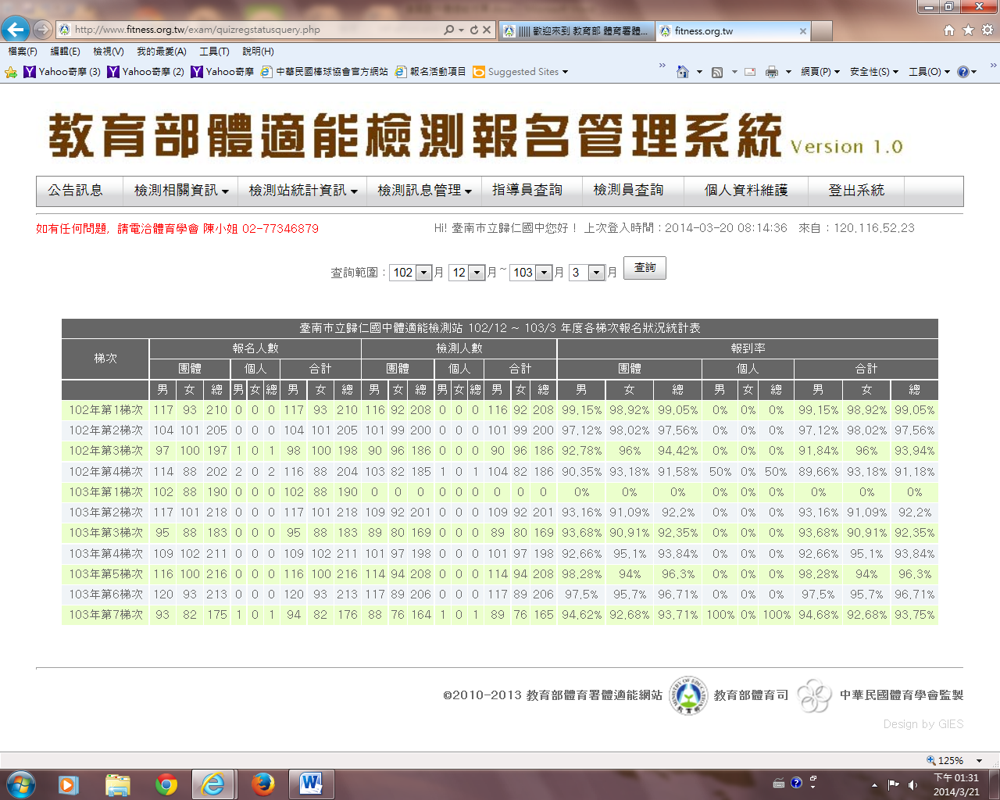 http://www.fitness.org.tw/exam/quizregstatusquery.php
||||| 歡迎來到 教育部 體育署體...
fitness.org.tw
檔案(F) 編輯(E) 檢視(V) 我的最愛(A) 工具(T) 說明(H)
Yahoo奇摩 (3) Yahoo奇摩 (2) Yahoo奇摩 中華民國棒球協會官方網站 報名活動項目 Suggested Sites
網頁(P) 安全性(S) 工具(O)
教育部體適能檢測報名管理系統 Version 1.0
公告訊息 檢測相關資訊 檢測站統計資訊 檢測訊息管理 指導員查詢 檢測員查詢 個人資料維護 登出系統
如有任何問題, 請電洽體育學會 陳小姐 02-77346879
Hi! 臺南市立歸仁國中您好！ 上次登入時間：2014-03-20 08:14:36 來自：120.116.52.23
查詢範圍：102 月 12 月~ 103 月 3 月 查詢
臺南市立歸仁國中體適能檢測站 102/12 ~ 103/3 年度各梯次報名狀況統計表
梯次 報名人數 檢測人數 報到率
團體 個人 合計 團體 個人 合計 團體 個人 合計
男 女 總 男 女 總 男 女 總 男 女 總 男 女 總 男 女 總 男 女 總 男 女 總 男 女 總
102年第1梯次 117 93 210 0 0 0 117 93 210 116 92 208 0 0 0 116 92 208 99.15% 98.92% 99.05% 0% 0% 0% 99.15% 98.92% 99.05%
102年第2梯次 104 101 205 0 0 0 104 101 205 101 99 200 0 0 0 101 99 200 97.12% 98.02% 97.56% 0% 0% 0% 97.12% 98.02% 97.56%
102年第3梯次 97 100 197 1 0 1 98 100 198 90 96 186 0 0 0 90 96 186 92.78% 96% 94.42% 0% 0% 0% 91.84% 96% 93.94%
102年第4梯次 114 88 202 2 0 2 116 88 204 103 82 185 1 0 1 104 82 186 90.35% 93.18% 91.58% 50% 0% 50% 89.66% 93.18% 91.18%
103年第1梯次 102 88 190 0 0 0 102 88 190 0 0 0 0 0 0 0 0 0 0% 0% 0% 0% 0% 0% 0% 0% 0%
103年第2梯次 117 101 218 0 0 0 117 101 218 109 92 201 0 0 0 109 92 201 93.16% 91.09% 92.2% 0% 0% 0% 93.16% 91.09% 92.2%
103年第3梯次 95 88 183 0 0 0 95 88 183 89 80 169 0 0 0 89 80 169 93.68% 90.91% 92.35% 0% 0% 0% 93.68% 90.91% 92.35%
103年第4梯次 109 102 211 0 0 0 109 102 211 101 97 198 0 0 0 101 97 198 92.66% 95.1% 93.84% 0% 0% 0% 92.66% 95.1% 93.84%
103年第5梯次 116 100 216 0 0 0 116 100 216 114 94 208 0 0 0 114 94 208 98.28% 94% 96.3% 0% 0% 0% 98.28% 94% 96.3%
103年第6梯次 120 93 213 0 0 0 120 93 213 117 89 206 0 0 0 117 89 206 97.5% 95.7% 96.71% 0% 0% 0% 97.5% 95.7% 96.71%
103年第7梯次 93 82 175 1 0 1 94 82 176 88 76 164 1 0 1 89 76 165 94.62% 92.68% 93.71% 100% 0% 100% 94.68% 92.68% 93.75%
©2010-2013 教育部體育署體適能網站 教育部體育司 中華民國體育學會監製
Design by GIES
125%
下午 01:31
2014/3/21